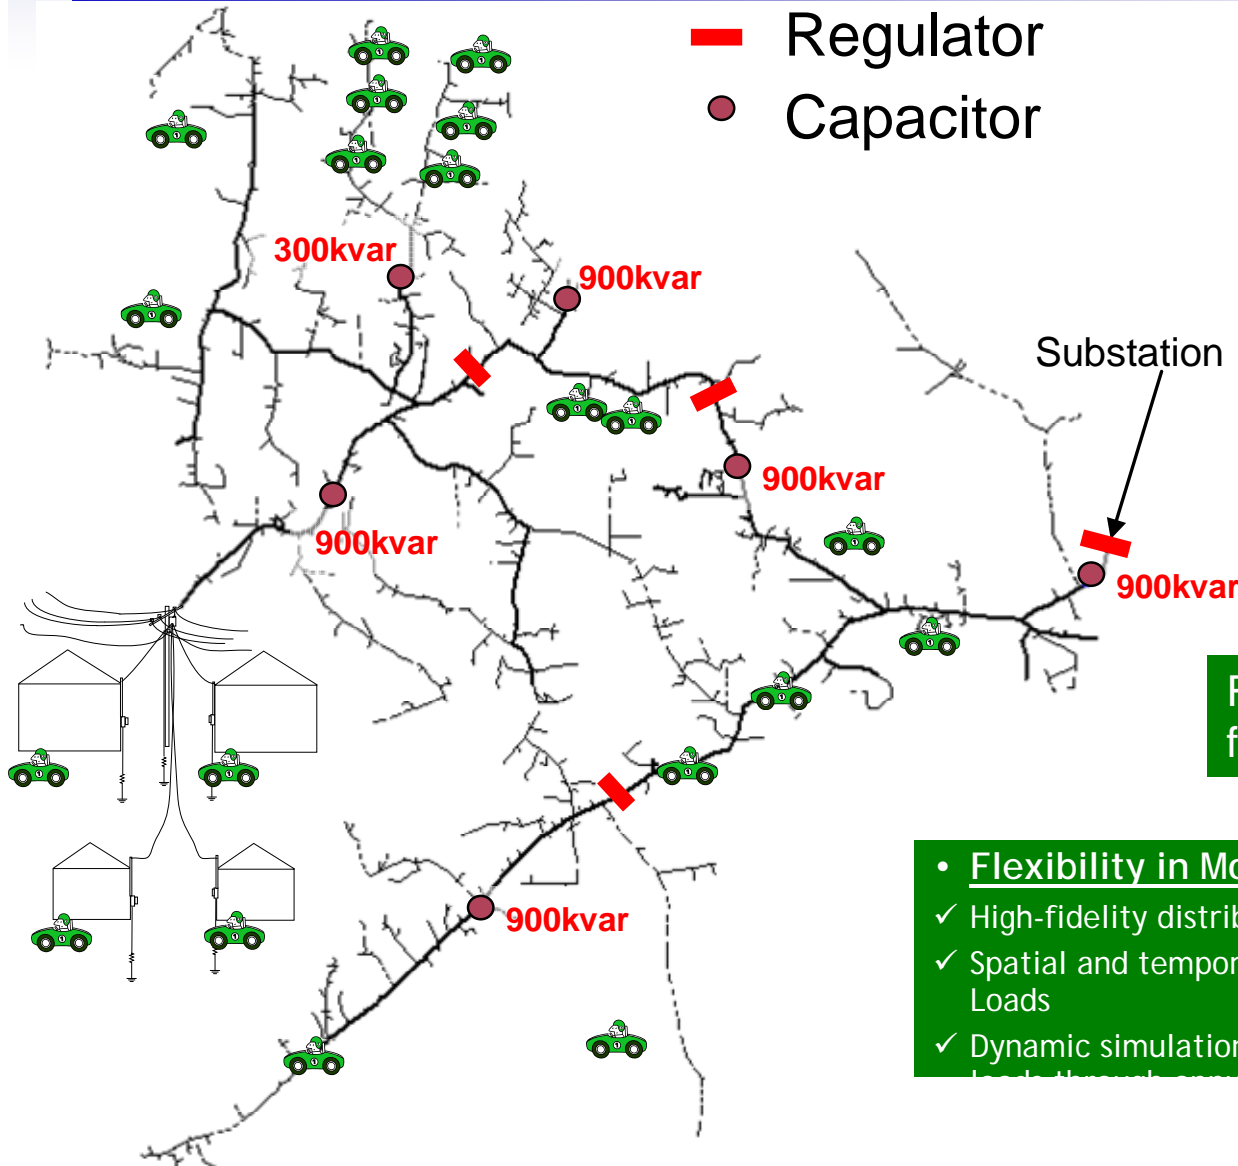 Regulator
Capacitor
300kvar
900kvar
Substation
900kvar
900kvar
900kvar
• Flexibility in
✓ High-fidelity
✓ Spatial and
Loads
✓ Dynamic
900kvar